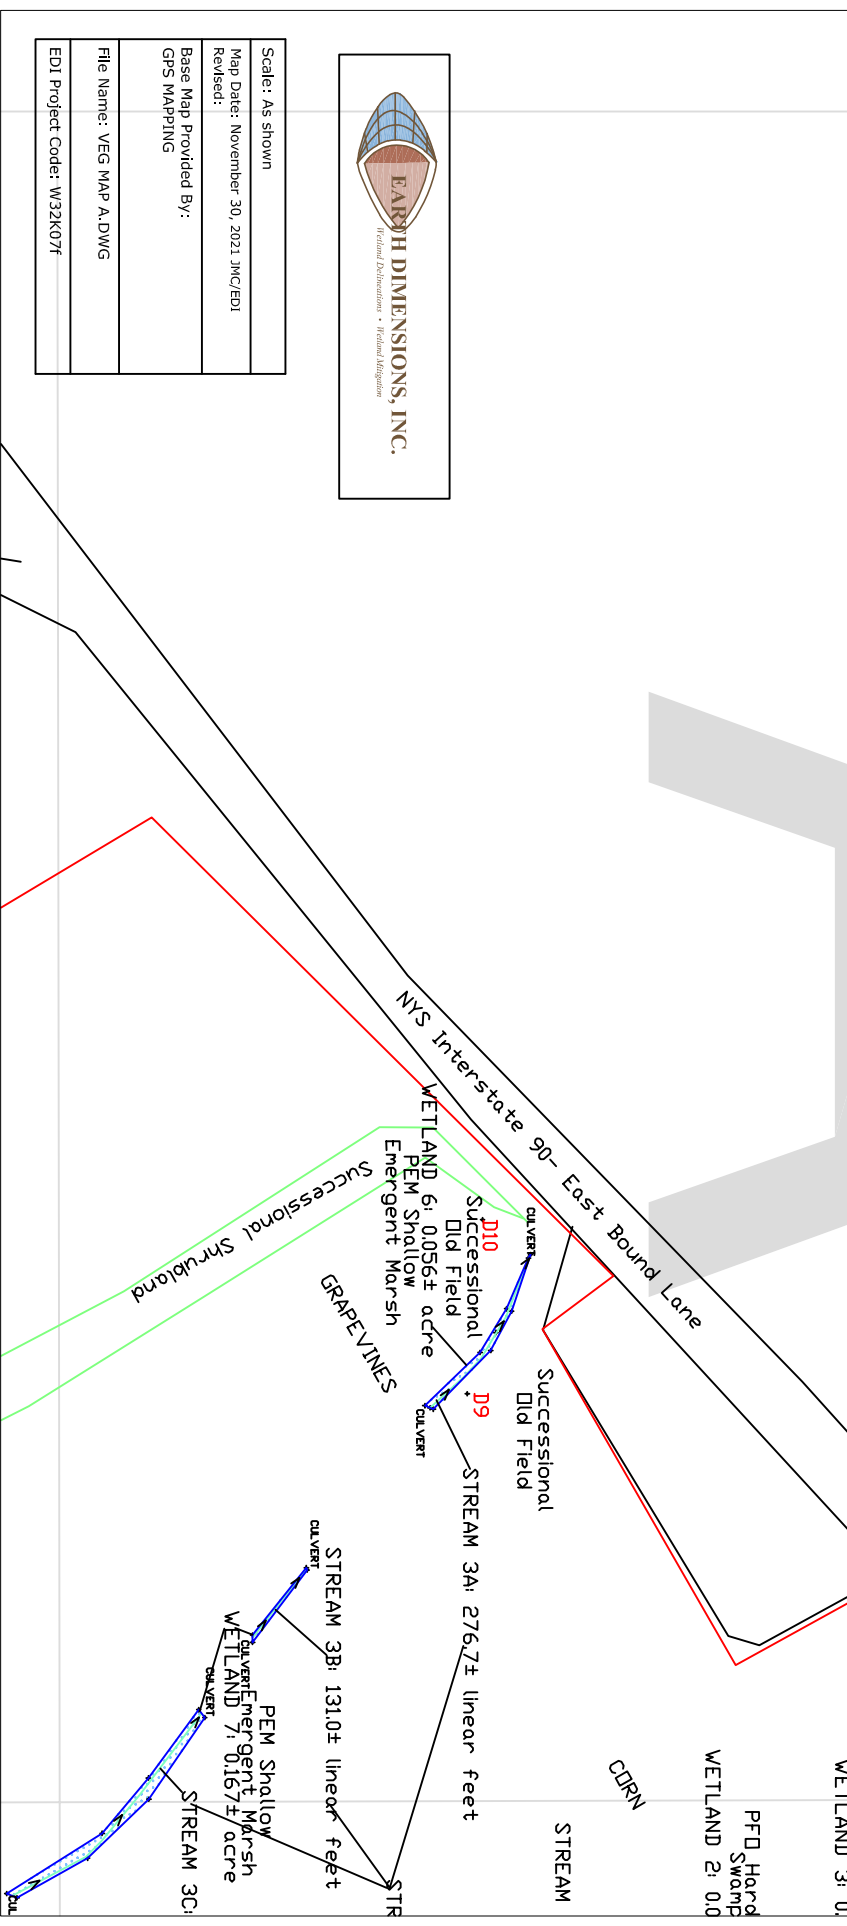 EARTH DIMENSIONS, INC.
Wetland Delineations • Wetland Mitigation
Scale: As shown
Map Date: November 30, 2021 JMC/EDI
Revised:
Base Map Provided By:
GPS MAPPING
File Name: VEG MAP A.DWG
EDI Project Code: W32K07f
NYS Interstate 90- East Bound Lane
Successional Shrubland
WETLAND 6: 0.056± acre
PEM Shallow
Emergent Marsh
Successional
Old Field
D10
CULVERT
GRAPEVINES
D9
CULVERT
Successional
Old Field
STREAM 3A: 276.7± linear feet
CULVERT
STREAM 3B: 131.0± linear feet
CULVERT
WETLAND 7: 0.167± acre
PEM Shallow
Emergent Marsh
CULVERT
STREAM 3C:
CUL
STR
STREAM
CORN
WETLAND 2: 0.0
PFO Hard
Swamp
WETLAND 3: 0.